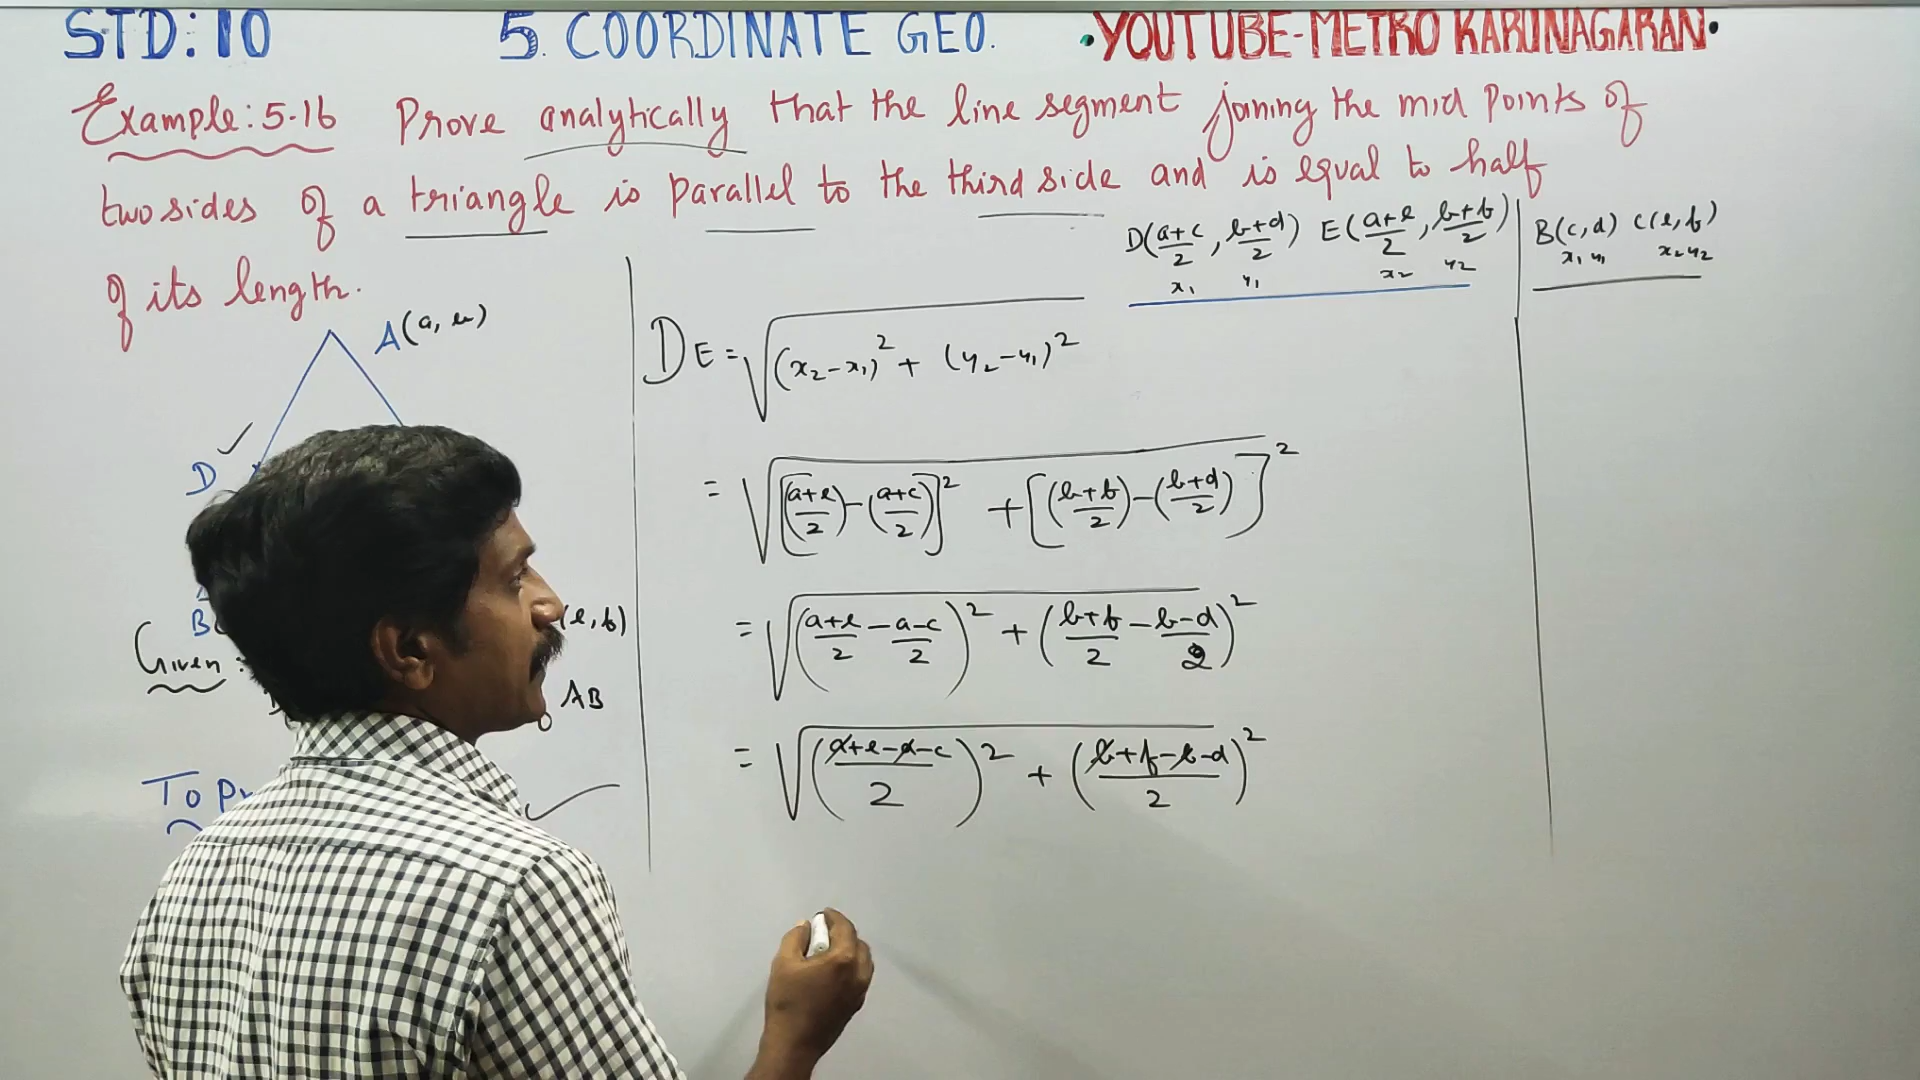 STD: 10 5. COORDINATE GEO. •YOUTUBE-METRO KARUNAGARAN•
Example: 5.16 Prove analytically that the line segment joining the mid points of
two sides of a triangle is parallel to the third side and is equal to half
of its length.
D(a+c/2, b+d/2) E(a+e/2, b+f/2) B(c,d) C(e,f)
x₁ y₁ x₂ y₂ x₁ y₁ x₂ y₂
A(a, b)
D
B
(e, f)
Given:
AB
To Pr
DE = √(x₂-x₁)² + (y₂-y₁)²
= √[(a+e/2)-(a+c/2)]² + [(b+f/2)-(b+d/2)]²
= √(a+e/2 - a-c/2)² + (b+f/2 - b-d/2)²
= √(a+e-a-c/2)² + (b+f-b-d/2)²